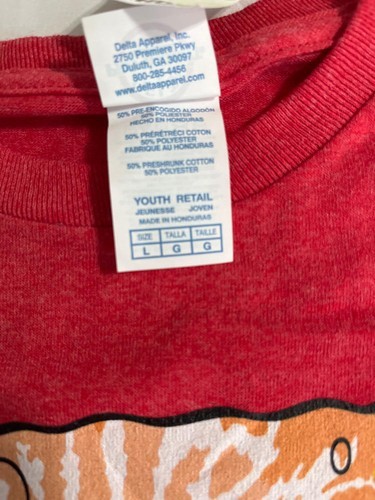 Delta Apparel, Inc.
2750 Premiere Pkwy
Duluth, GA 30097
800-285-4456
www.deltaapparel.com
50% PRE-ENCOGIDO ALGODÓN
50% POLIESTER
HECHO EN HONDURAS
50% PRÉRÉTRÉCI COTON
50% POLYESTER
FABRIQUE AU HONDURAS
50% PRESHRUNK COTTON
50% POLYESTER
YOUTH RETAIL
JEUNESSE JOVEN
MADE IN HONDURAS
SIZE TALLA TAILLE
L G G